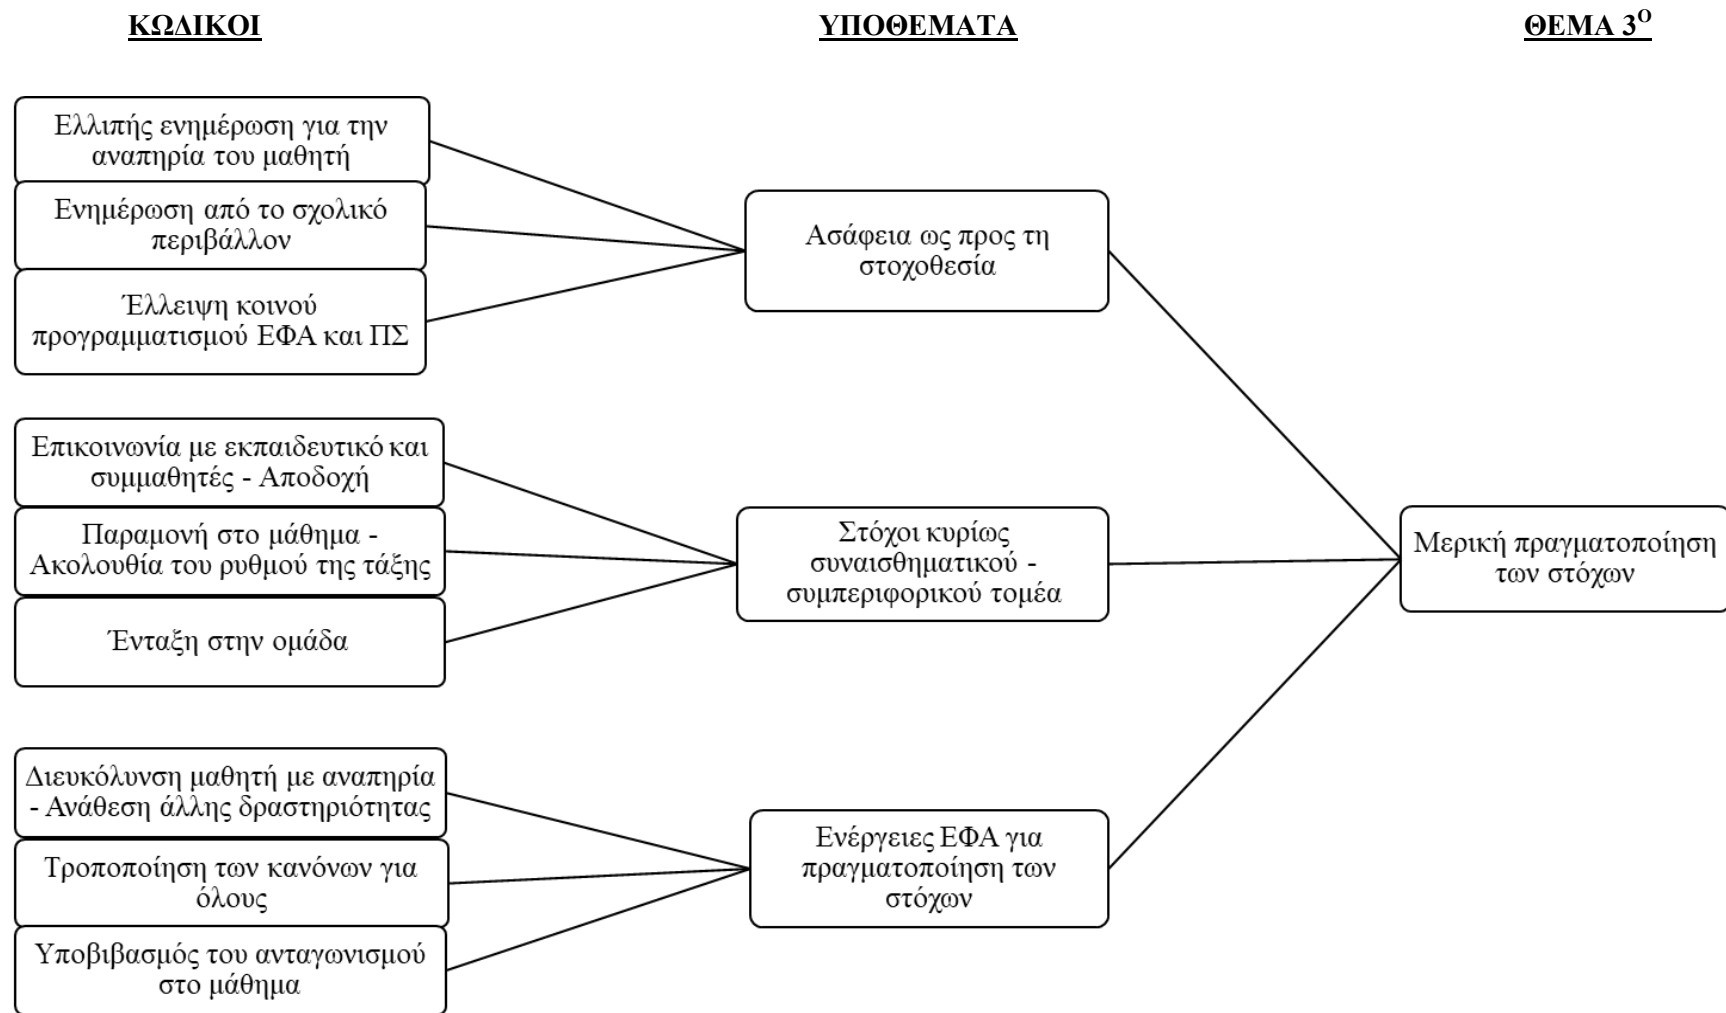 ΚΩΔΙΚΟΙ
ΥΠΟΘΕΜΑΤΑ
ΘΕΜΑ 3Ο
Ελλιπής ενημέρωση για την
αναπηρία του μαθητή
Ενημέρωση από το σχολικό
περιβάλλον
Έλλειψη κοινού
προγραμματισμού ΕΦΑ και ΠΣ
Ασάφεια ως προς τη
στοχοθεσία
Επικοινωνία με εκπαιδευτικό και
συμμαθητές - Αποδοχή
Παραμονή στο μάθημα -
Ακολουθία του ρυθμού της τάξης
Ένταξη στην ομάδα
Στόχοι κυρίως
συναισθηματικού -
συμπεριφορικού τομέα
Μερική πραγματοποίηση
των στόχων
Διευκόλυνση μαθητή με αναπηρία
- Ανάθεση άλλης δραστηριότητας
Τροποποίηση των κανόνων για
όλους
Υποβιβασμός του ανταγωνισμού
στο μάθημα
Ενέργειες ΕΦΑ για
πραγματοποίηση των
στόχων